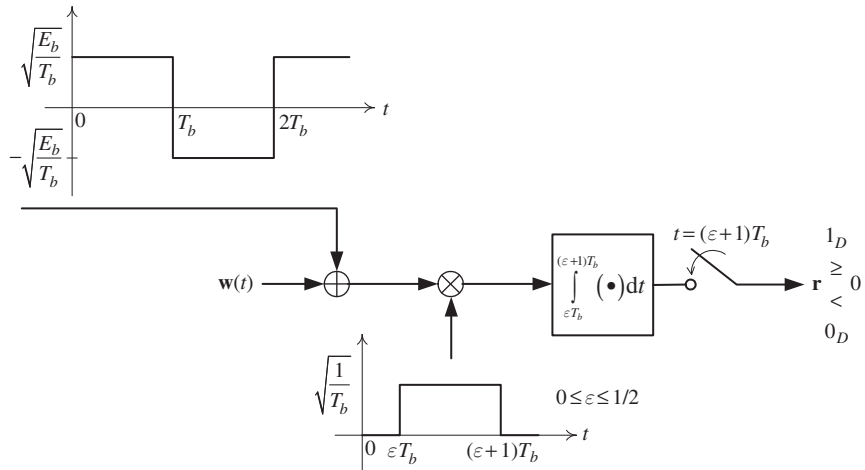 √(E_b/T_b)
0 T_b 2T_b t
−√(E_b/T_b)
w(t)
∫_{εT_b}^{(ε+1)T_b} (•)dt
t=(ε+1)T_b
1_D
r ≥ 0
<
0_D
√(1/T_b)
0≤ε≤1/2
0 εT_b (ε+1)T_b t